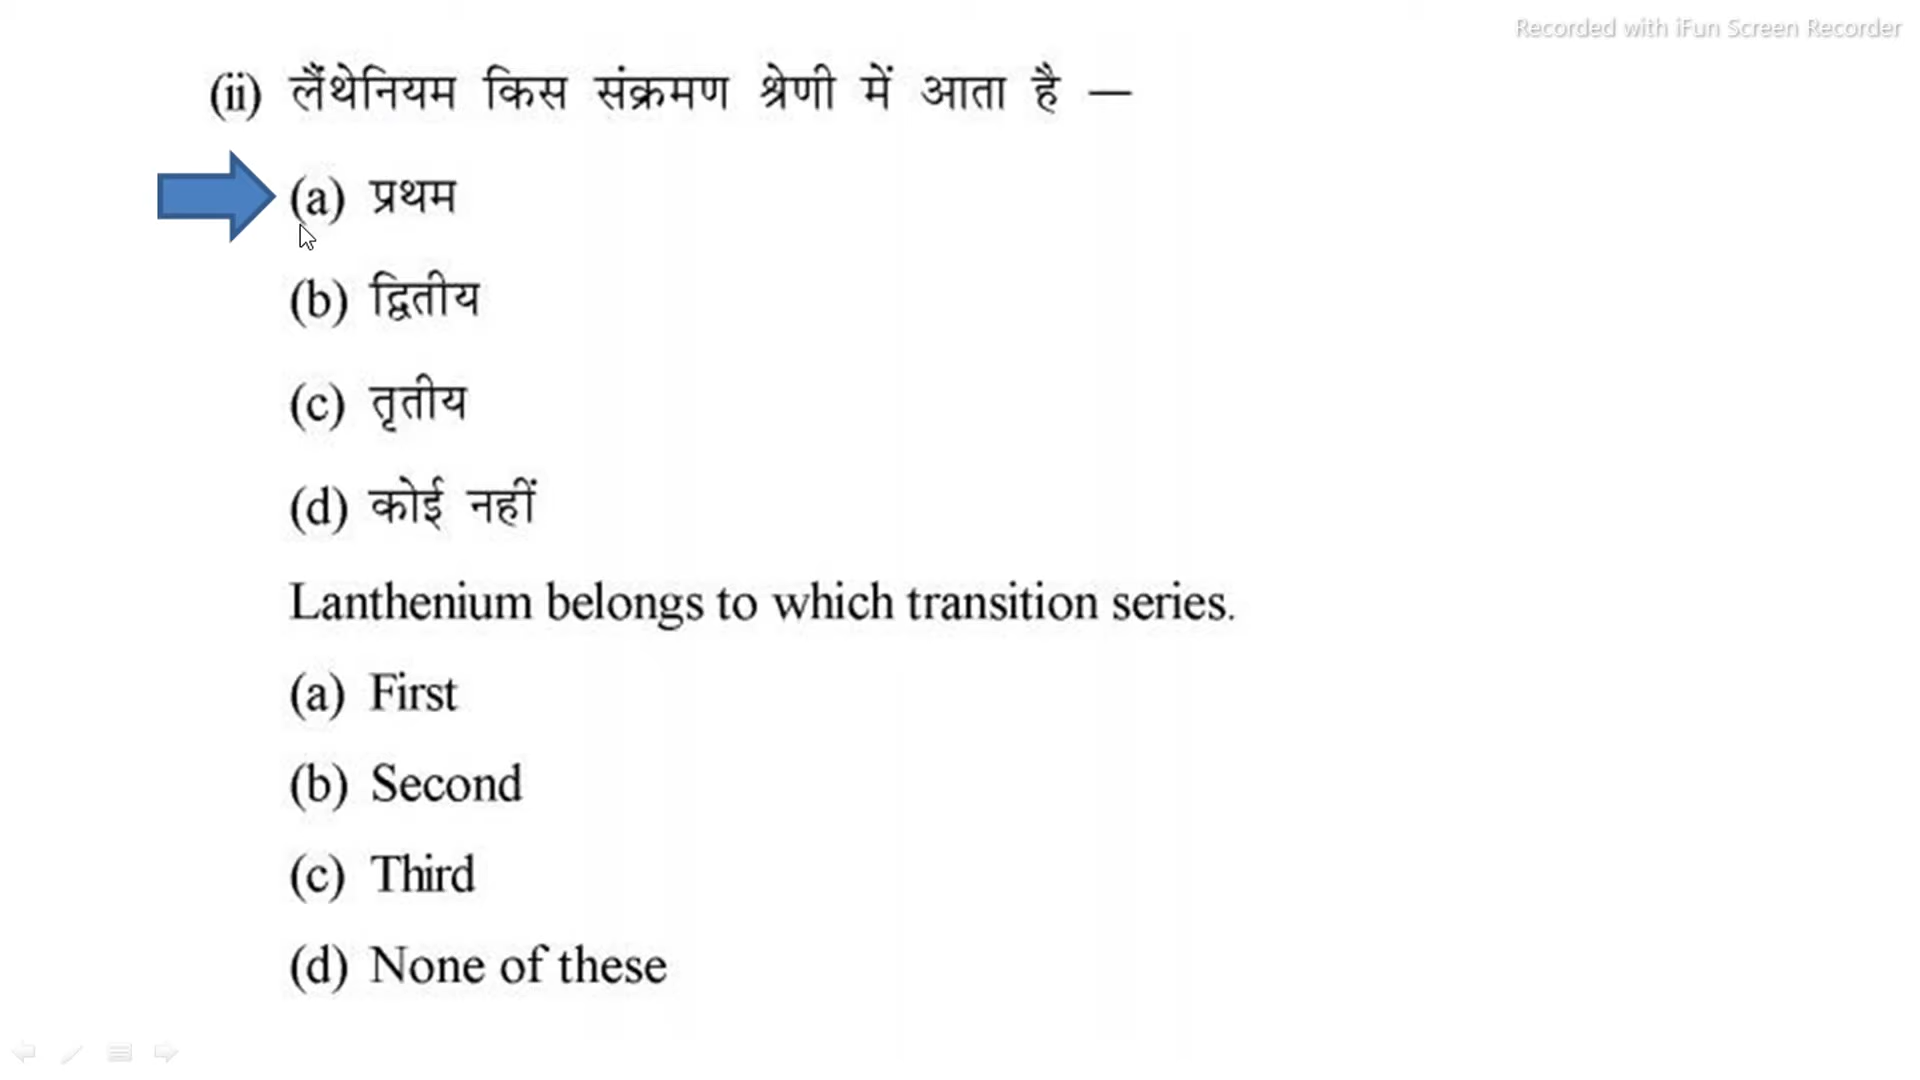 Recorded with iFun Screen Recorder
(ii) लैंथेनियम किस संक्रमण श्रेणी में आता है —
(a) प्रथम
(b) द्वितीय
(c) तृतीय
(d) कोई नहीं
Lanthenium belongs to which transition series.
(a) First
(b) Second
(c) Third
(d) None of these